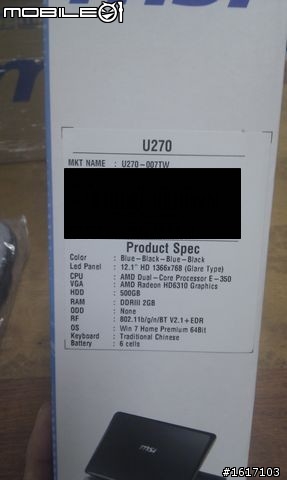 MOBILE01
msi
U270
MKT NAME : U270-007TW
Product Spec
Color : Blue-Black-Blue-Black
Led Panel : 12.1" HD 1366x768 (Glare Type)
CPU : AMD Dual-Core Processor E-350
VGA : AMD Radeon HD6310 Graphics
HDD : 500GB
RAM : DDRIII 2GB
ODD : None
RF : 802.11b/g/n/BT V2.1+EDR
OS : Win 7 Home Premium 64Bit
Keyboard : Traditional Chinese
Battery : 6 cells
msi
#1617103